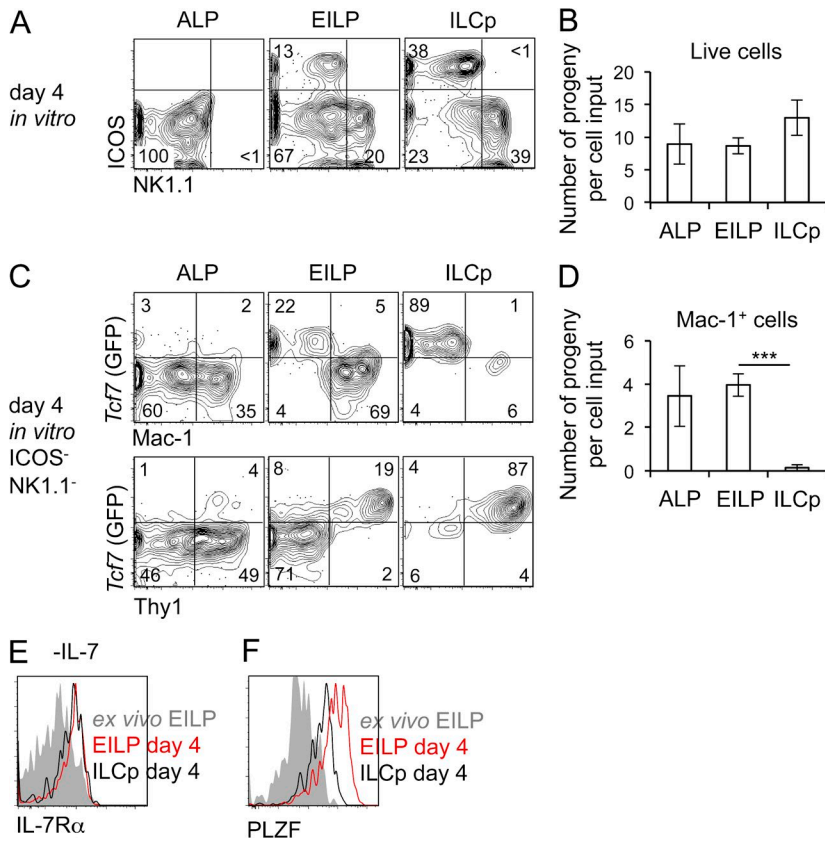 A
ALP
EILP
ILCp
day 4
in vitro
ICOS
100
<1
13
67
20
38
<1
23
39
NK1.1
B
Live cells
Number of progeny
per cell input
20
15
10
5
0
ALP
EILP
ILCp
C
ALP
EILP
ILCp
day 4
in vitro
ICOS-
NK1.1-
Tcf7 (GFP)
3
2
60
35
22
5
4
69
89
1
4
6
Mac-1
Tcf7 (GFP)
1
4
46
49
8
19
71
2
4
87
6
4
Thy1
D
Mac-1+ cells
Number of progeny
per cell input
6
4
2
0
***
ALP
EILP
ILCp
E
-IL-7
ex vivo EILP
EILP day 4
ILCp day 4
IL-7Rα
F
ex vivo EILP
EILP day 4
ILCp day 4
PLZF